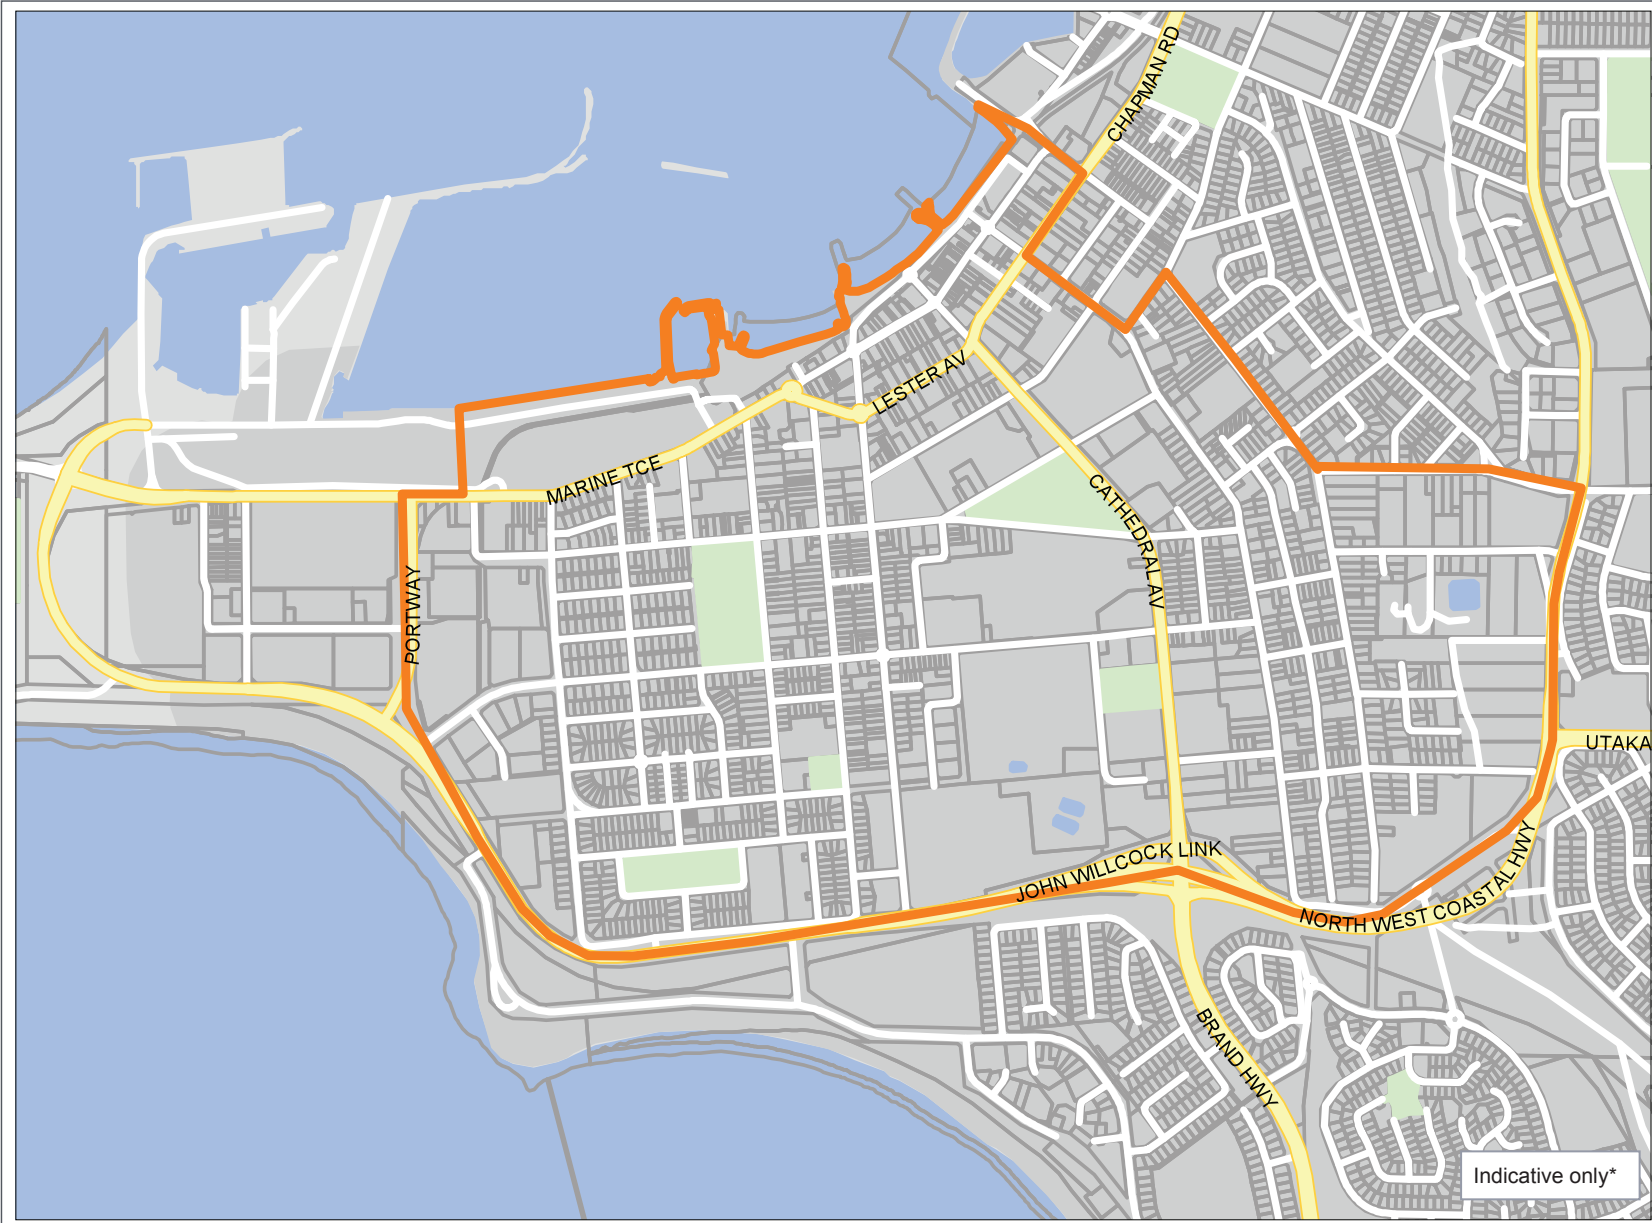 CHAPMAN RD
LESTER AV
MARINE TCE
CATHEDRAL AV
PORTWAY
UTAKA
JOHN WILLCOCK LINK
NORTH WEST COASTAL HWY
BRAND HWY
Indicative only*